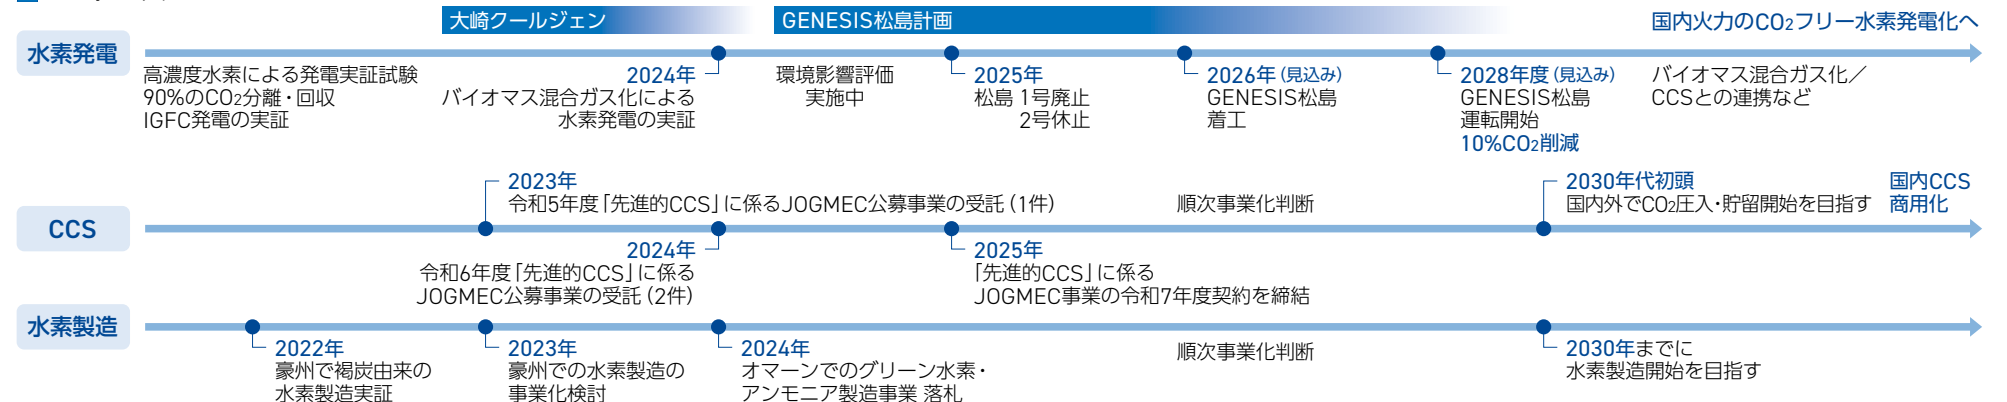 大崎クールジェン
GENESIS松島計画
国内火力のCO2フリー水素発電化へ
水素発電
高濃度水素による発電実証試験
90%のCO2分離・回収
IGFC発電の実証
2024年
バイオマス混合ガス化による
水素発電の実証
環境影響評価
実施中
2025年
松島 1号廃止
2号休止
2026年(見込み)
GENESIS松島
着工
2028年度(見込み)
GENESIS松島
運転開始
10%CO2削減
バイオマス混合ガス化／
CCSとの連携など
CCS
2023年
令和5年度「先進的CCS」に係るJOGMEC公募事業の受託(1件)
2024年
令和6年度「先進的CCS」に係る
JOGMEC公募事業の受託(2件)
2025年
「先進的CCS」に係る
JOGMEC事業の令和7年度契約を締結
順次事業化判断
2030年代初頭
国内外でCO2圧入・貯留開始を目指す
国内CCS
商用化
水素製造
2022年
豪州で褐炭由来の
水素製造実証
2023年
豪州での水素製造の
事業化検討
2024年
オマーンでのグリーン水素・
アンモニア製造事業 落札
順次事業化判断
2030年までに
水素製造開始を目指す